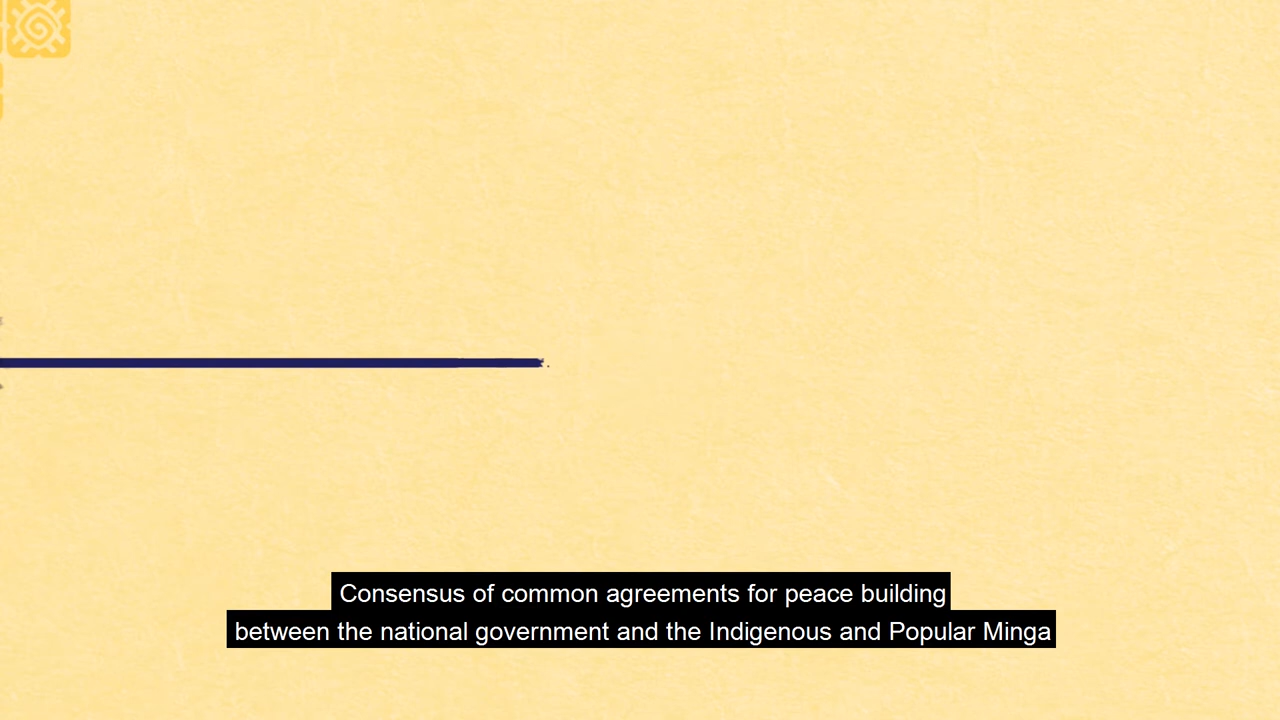 Consensus of common agreements for peace building
between the national government and the Indigenous and Popular Minga